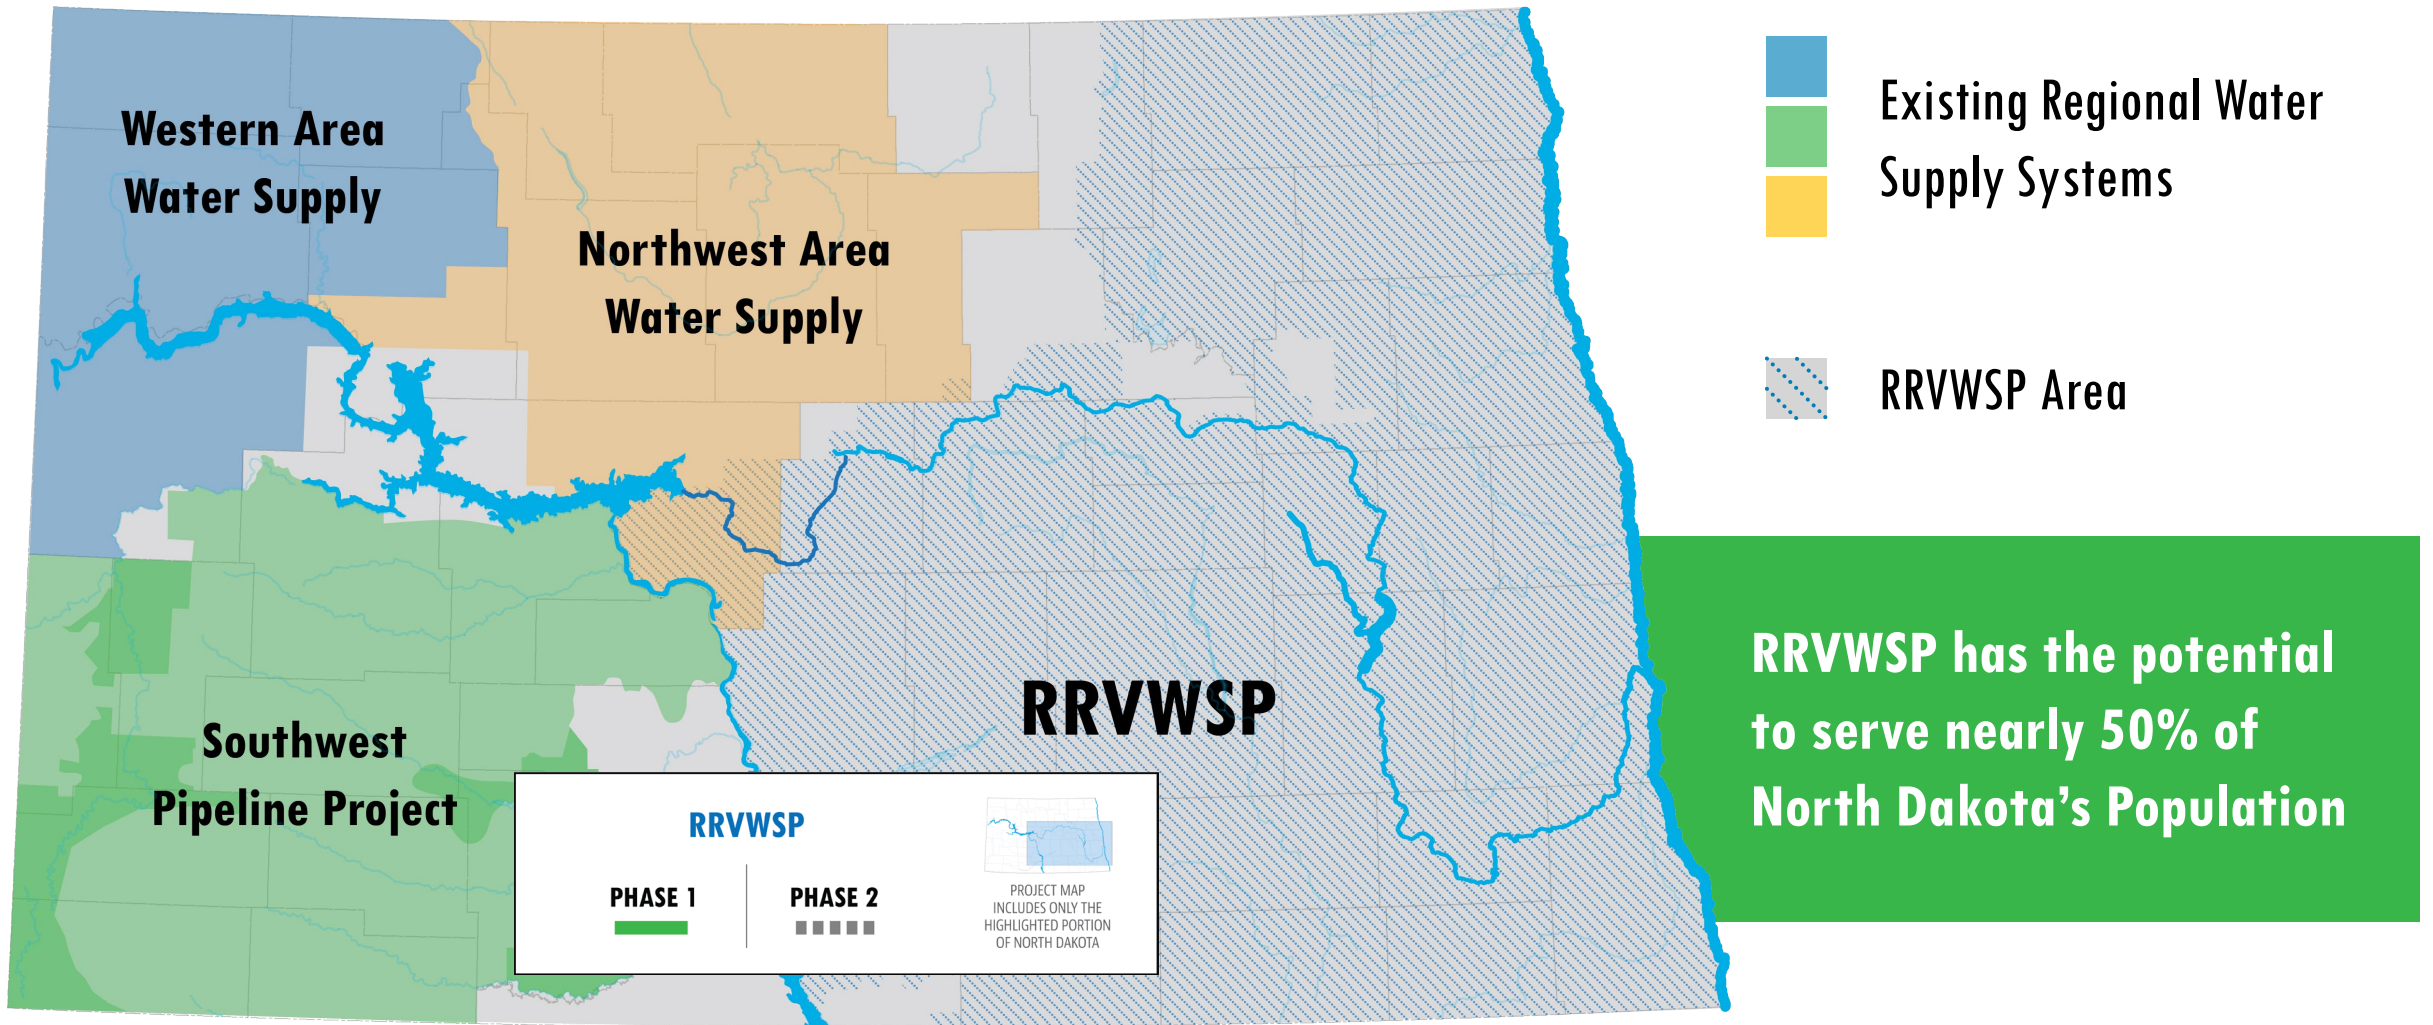 Western Area
Water Supply
Northwest Area
Water Supply
Southwest
Pipeline Project
RRVWSP
RRVWSP
PHASE 1
PHASE 2
PROJECT MAP
INCLUDES ONLY THE
HIGHLIGHTED PORTION
OF NORTH DAKOTA
Existing Regional Water
Supply Systems
RRVWSP Area
RRVWSP has the potential
to serve nearly 50% of
North Dakota’s Population